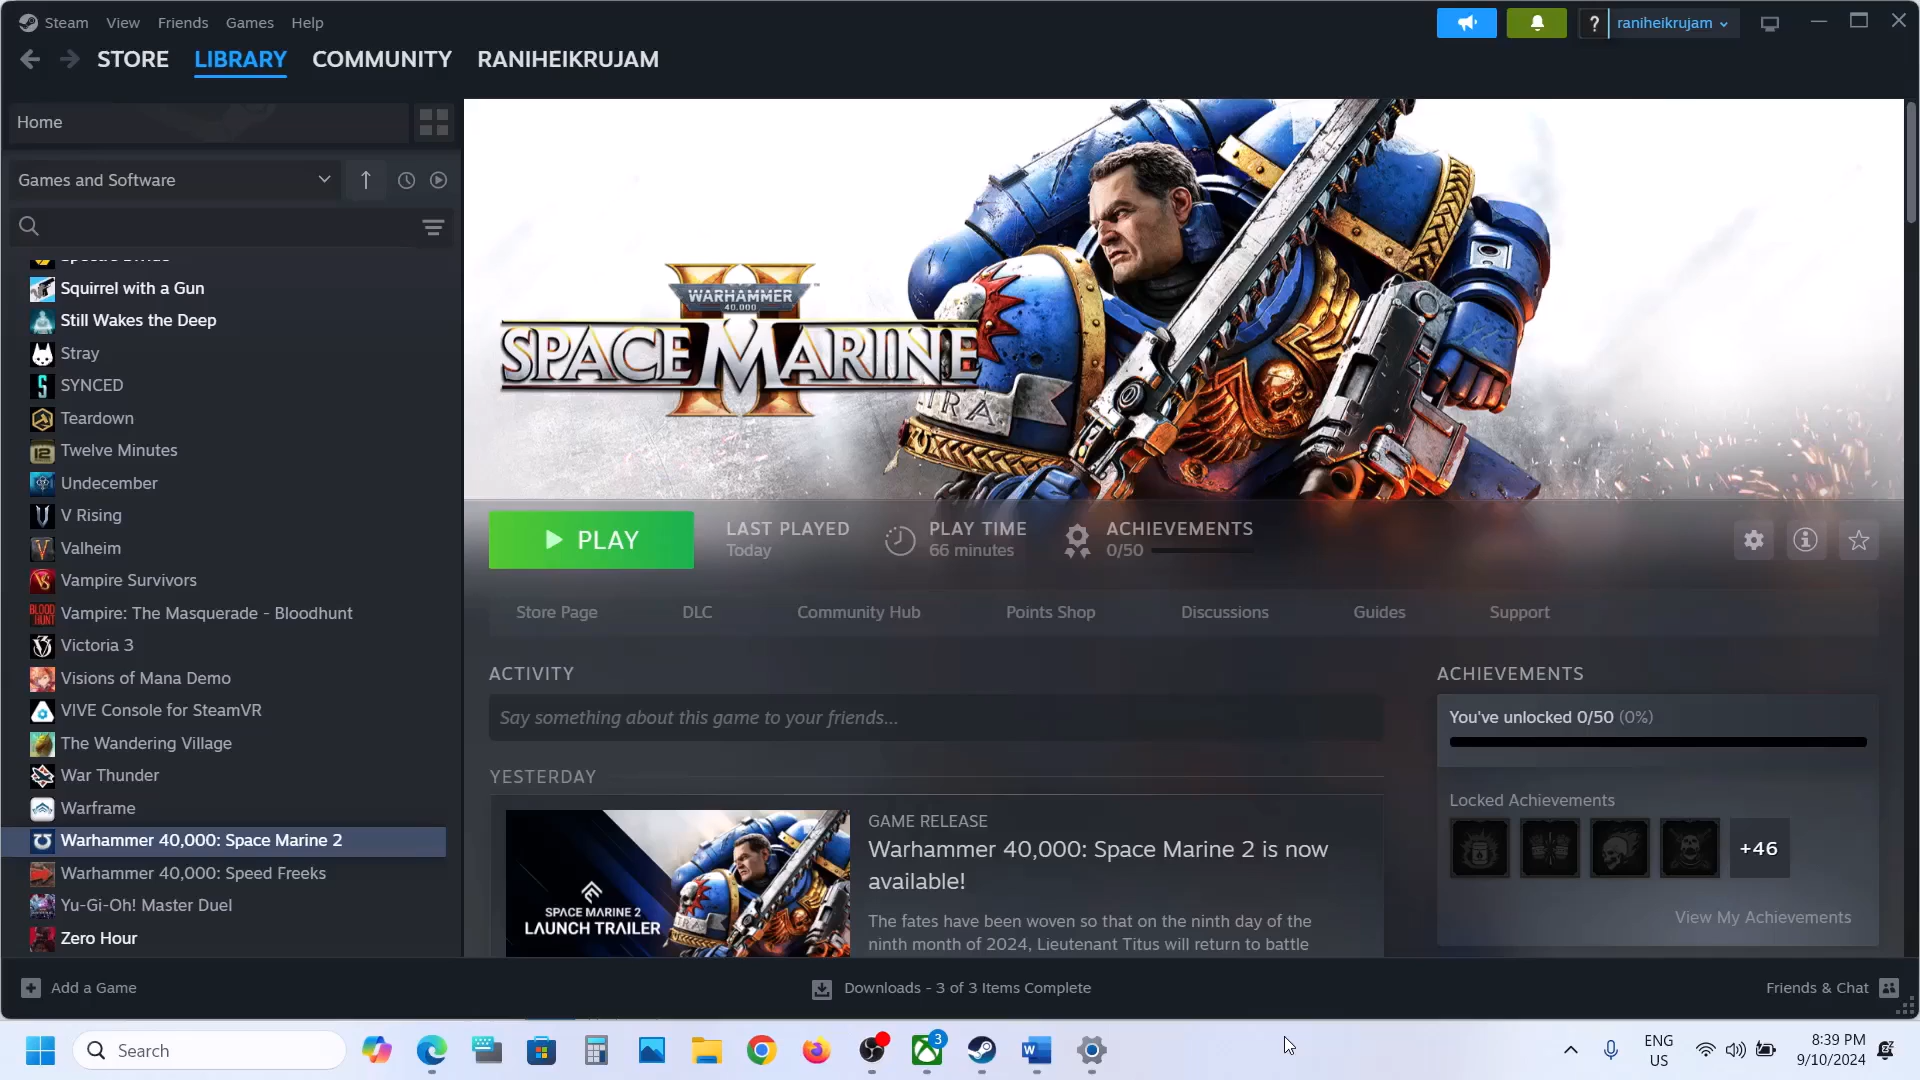 Steam View Friends Games Help
? raniheikrujam
STORE LIBRARY COMMUNITY RANIHEIKRUJAM
Home
Games and Software
Squirrel with a Gun
Still Wakes the Deep
Stray
SYNCED
Teardown
Twelve Minutes
Undecember
V Rising
Valheim
Vampire Survivors
Vampire: The Masquerade - Bloodhunt
Victoria 3
Visions of Mana Demo
VIVE Console for SteamVR
The Wandering Village
War Thunder
Warframe
Warhammer 40,000: Space Marine 2
Warhammer 40,000: Speed Freeks
Yu-Gi-Oh! Master Duel
Zero Hour
WARHAMMER
40,000
SPACE MARINE
PLAY
LAST PLAYED
Today
PLAY TIME
66 minutes
ACHIEVEMENTS
0/50
Store Page DLC Community Hub Points Shop Discussions Guides Support
ACTIVITY
Say something about this game to your friends...
YESTERDAY
SPACE MARINE 2
LAUNCH TRAILER
GAME RELEASE
Warhammer 40,000: Space Marine 2 is now
available!
The fates have been woven so that on the ninth day of the
ninth month of 2024, Lieutenant Titus will return to battle
ACHIEVEMENTS
You've unlocked 0/50 (0%)
Locked Achievements
+46
View My Achievements
Add a Game
Downloads - 3 of 3 Items Complete
Friends & Chat
Search
3
ENG
US
8:39 PM
9/10/2024